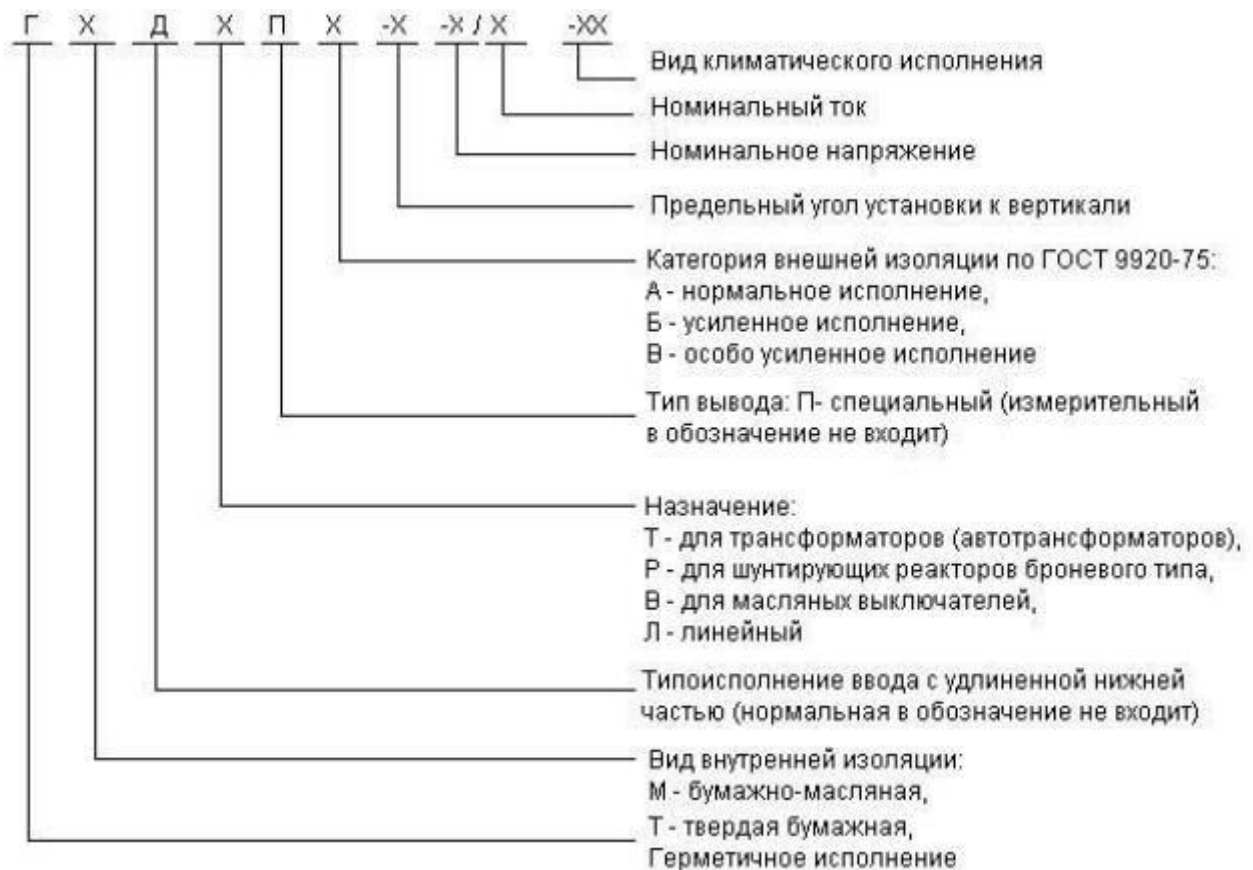 Г Х Д Х П Х -Х -Х / Х -ХХ
Вид климатического исполнения
Номинальный ток
Номинальное напряжение
Предельный угол установки к вертикали
Категория внешней изоляции по ГОСТ 9920-75:
А - нормальное исполнение,
Б - усиленное исполнение,
В - особо усиленное исполнение
Тип вывода: П- специальный (измерительный
в обозначение не входит)
Назначение:
Т - для трансформаторов (автотрансформаторов),
Р - для шунтирующих реакторов броневого типа,
В - для масляных выключателей,
Л - линейный
Типоисполнение ввода с удлиненной нижней
частью (нормальная в обозначение не входит)
Вид внутренней изоляции:
М - бумажно-масляная,
Т - твердая бумажная,
Герметичное исполнение